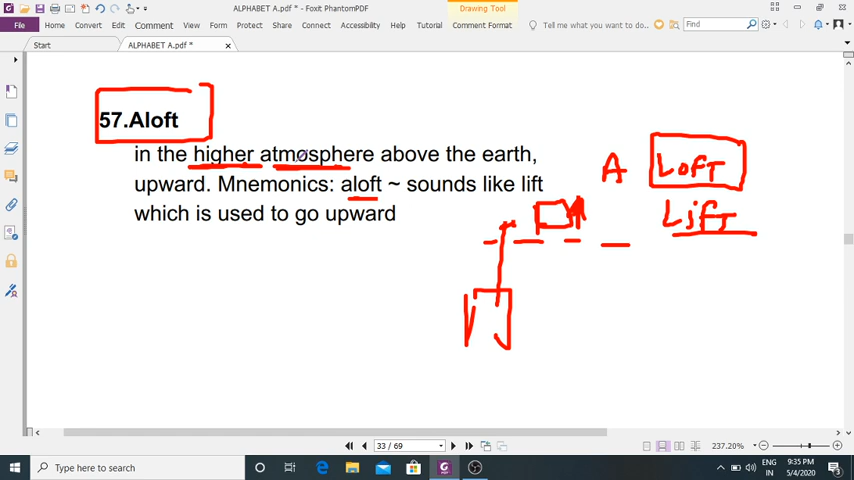 ALPHABET A.pdf * - Foxit PhantomPDF
Drawing Tool
File
Home
Edit
Comment
View
Organize
Protect
Share
Connect
Accessibility
Help
Tutorial
Comment Format
Tell me what you want to do...
Find
Start
ALPHABET A.pdf *
57.Aloft
in the higher atmosphere above the earth,
upward. Mnemonics: aloft ~ sounds like lift
which is used to go upward
A LOFT
LifT
33 / 69
237.20%
Type here to search
ENG
IN
9:35 PM
5/4/2020
3